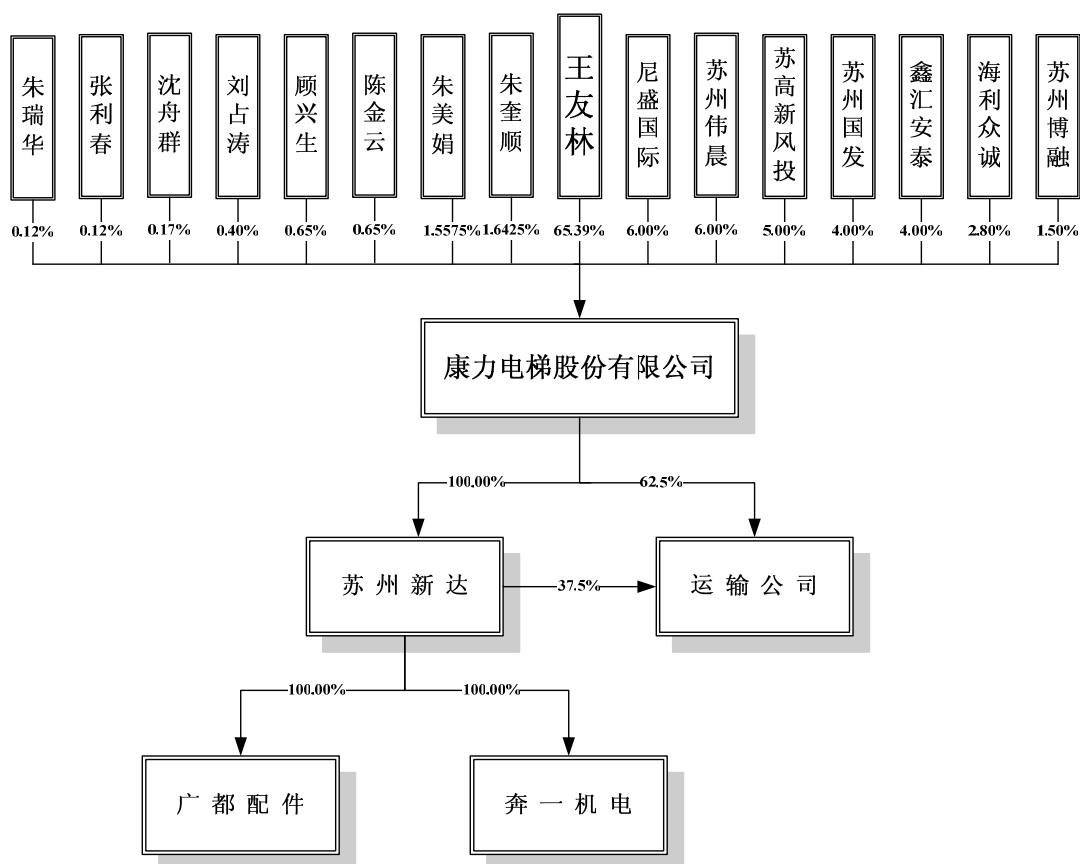 朱瑞华
张利春
沈舟群
刘占涛
顾兴生
陈金云
朱美娟
朱奎顺
王友林
尼盛国际
苏州伟晨
苏高新风投
苏州国发
鑫汇安泰
海利众诚
苏州博融
0.12%
0.12%
0.17%
0.40%
0.65%
0.65%
1.5575%
1.6425%
65.39%
6.00%
6.00%
5.00%
4.00%
4.00%
2.80%
1.50%
康力电梯股份有限公司
100.00%
62.5%
苏州新达
37.5%
运输公司
100.00%
100.00%
广都配件
奔一机电